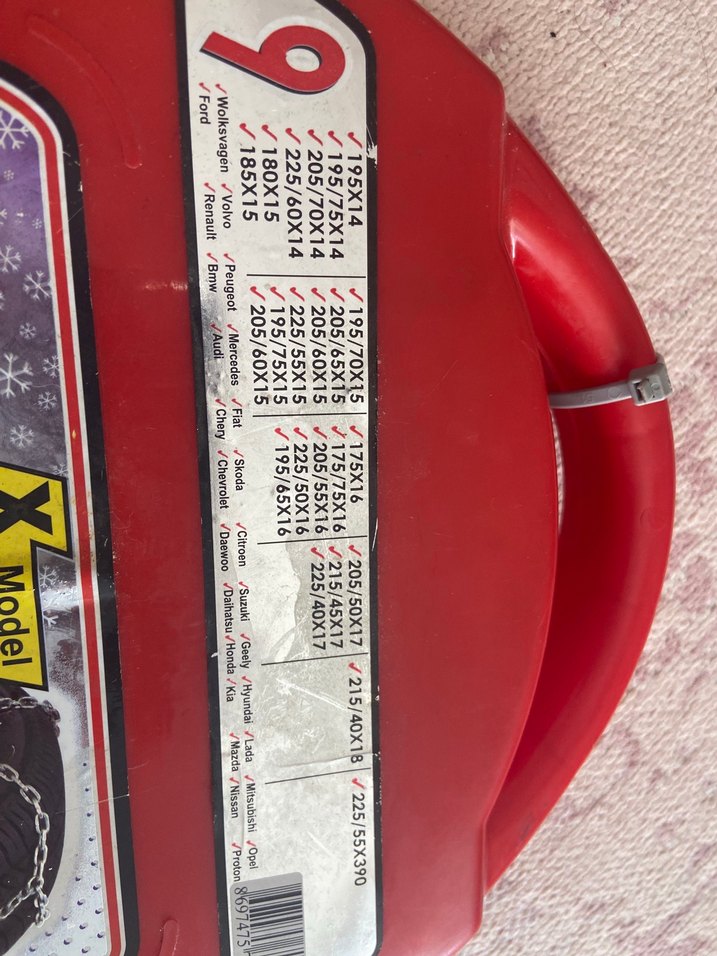 9
✓195X14 ✓195/70X15 ✓175X16 ✓205/50X17 ✓215/40X18 ✓225/55X390
✓195/75X14 ✓205/65X15 ✓175/75X16 ✓215/45X17
✓205/70X14 ✓205/60X15 ✓205/55X16 ✓225/40X17
✓225/60X14 ✓225/55X15 ✓225/50X16
✓180X15 ✓195/75X15 ✓195/65X16
✓185X15 ✓205/60X15
✓Wolksvagen ✓Volvo ✓Peugeot ✓Mercedes ✓Fiat ✓Skoda ✓Citroen ✓Suzuki ✓Geely ✓Hyundai ✓Lada ✓Mitsubishi ✓Opel
✓Ford ✓Renault ✓Bmw ✓Audi ✓Chery ✓Chevrolet ✓Daewoo ✓Daihatsu ✓Honda ✓Kia ✓Mazda ✓Nissan ✓Proton
8697475
X Model